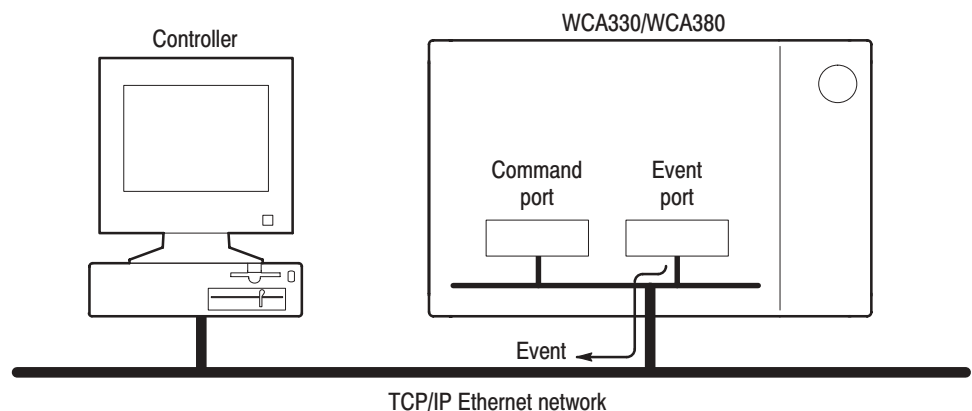 WCA330/WCA380
Controller
Command
port
Event
port
Event
TCP/IP Ethernet network